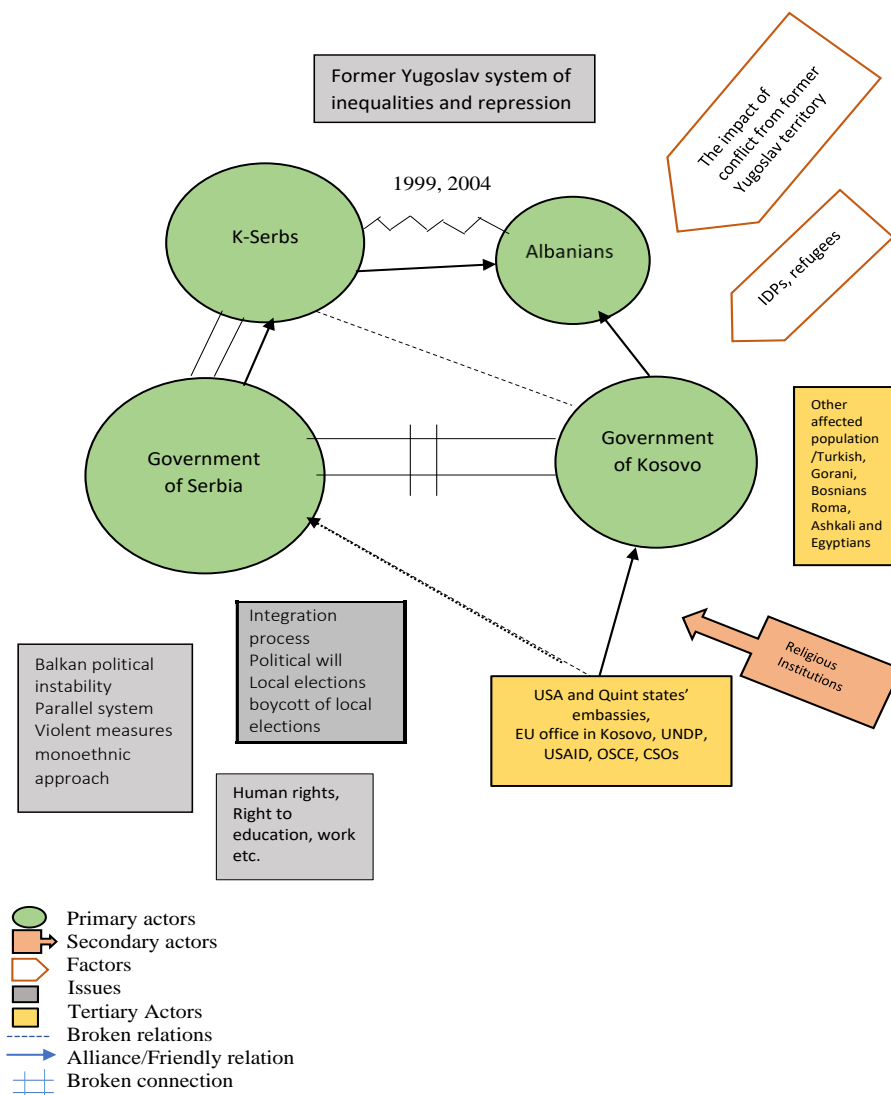 Former Yugoslav system of
inequalities and repression
The impact of
conflict from former
Yugoslav territory
1999, 2004
K-Serbs
Albanians
IDPs, refugees
Government
of Serbia
Government
of Kosovo
Other
affected
population
/Turkish,
Gorani,
Bosnians
Roma,
Ashkali and
Egyptians
Integration
process
Political will
Local elections
boycott of local
elections
Balkan political
instability
Parallel system
Violent measures
monoethnic
approach
Religious
Institutions
USA and Quint states’
embassies,
EU office in Kosovo, UNDP,
USAID, OSCE, CSOs
Human rights,
Right to
education, work
etc.
Primary actors
Secondary actors
Factors
Issues
Tertiary Actors
Broken relations
Alliance/Friendly relation
Broken connection